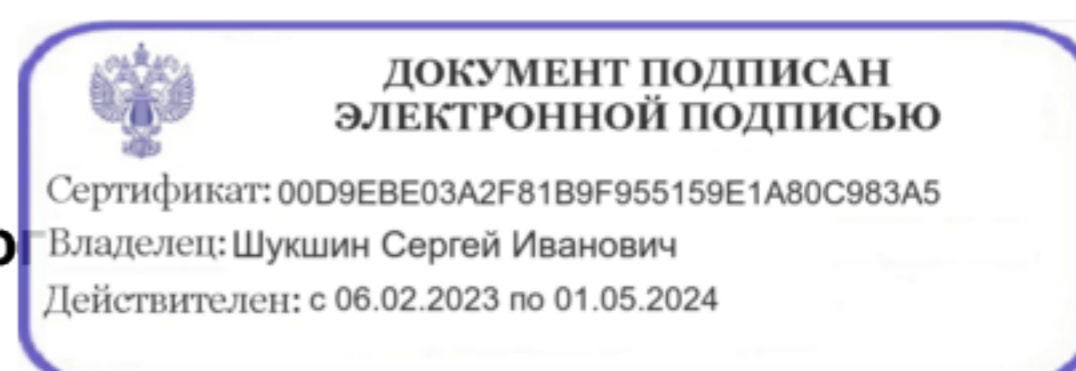 ДОКУМЕНТ ПОДПИСАН
ЭЛЕКТРОННОЙ ПОДПИСЬЮ
Сертификат: 00D9EBE03A2F81B9F955159E1A80C983A5
Владелец: Шукшин Сергей Иванович
Действителен: с 06.02.2023 по 01.05.2024